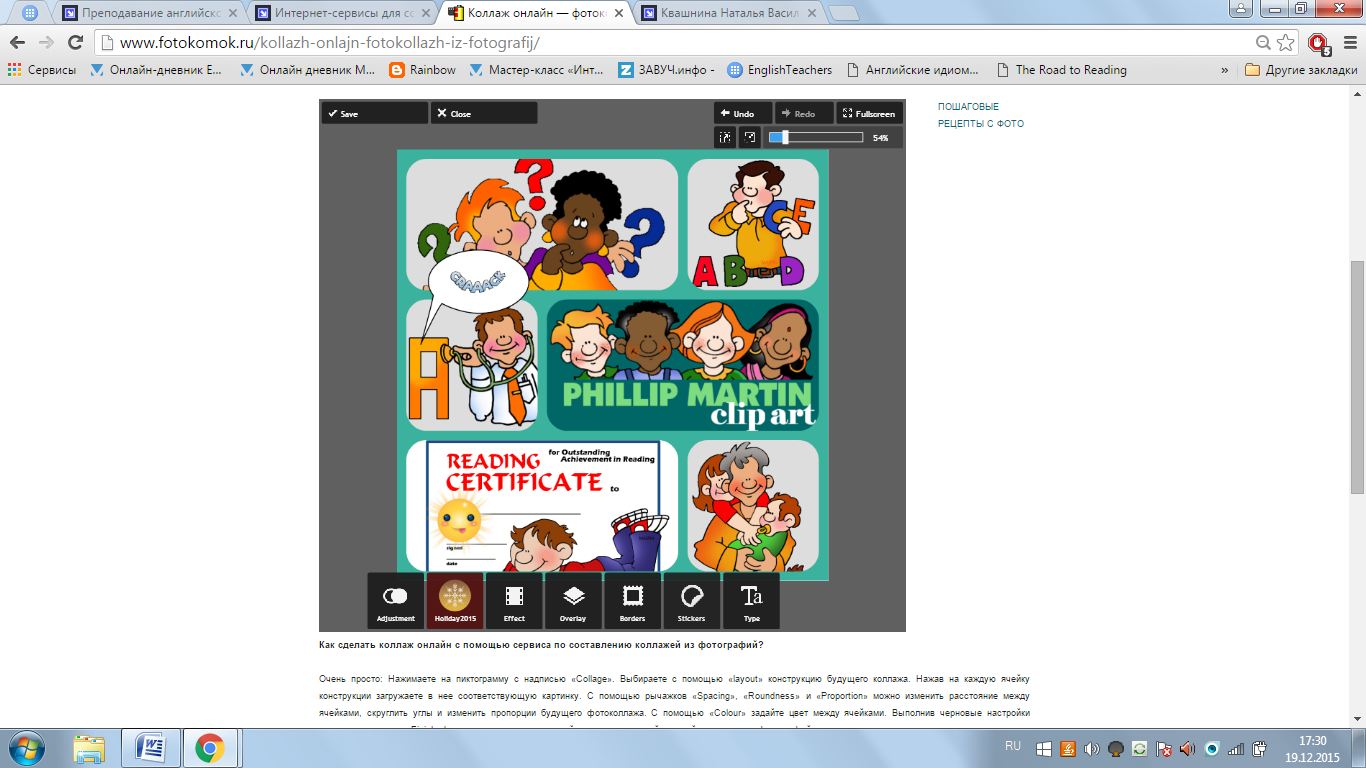 Преподавание английско
Интернет-сервисы для со
Коллаж онлайн — фоток
Квашнина Наталья Васил
www.fotokomok.ru/kollazh-onlajn-fotokollazh-iz-fotografij/
5
Сервисы
Онлайн-дневник Е...
Онлайн дневник М...
Rainbow
Мастер-класс «Инт...
ЗАВУЧ.инфо -
EnglishTeachers
Английские идиом...
The Road to Reading
»
Другие закладки
Save
Close
Undo
Redo
Fullscreen
54%
ПОШАГОВЫЕ
РЕЦЕПТЫ С ФОТО
? ? ?
C E
A B D
CRAAACK
A
PHILLIP MARTIN
clip art
READING
for Outstanding
Achievement in Reading
CERTIFICATE to
signed
date
Adjustment
Holiday2015
Effect
Overlay
Borders
Stickers
Ta
Type
Как сделать коллаж онлайн с помощью сервиса по составлению коллажей из фотографий?
Очень просто: Нажимаете на пиктограмму с надписью «Collage». Выбираете с помощью «layout» конструкцию будущего коллажа. Нажав на каждую ячейку
конструкции загружаете в нее соответствующую картинку. С помощью рычажков «Spacing», «Roundness» и «Proportion» можно изменить расстояние между
ячейками, скруглить углы и изменить пропорции будущего фотоколлажа. С помощью «Colour» задайте цвет между ячейками. Выполнив черновые настройки
RU
17:30
19.12.2015